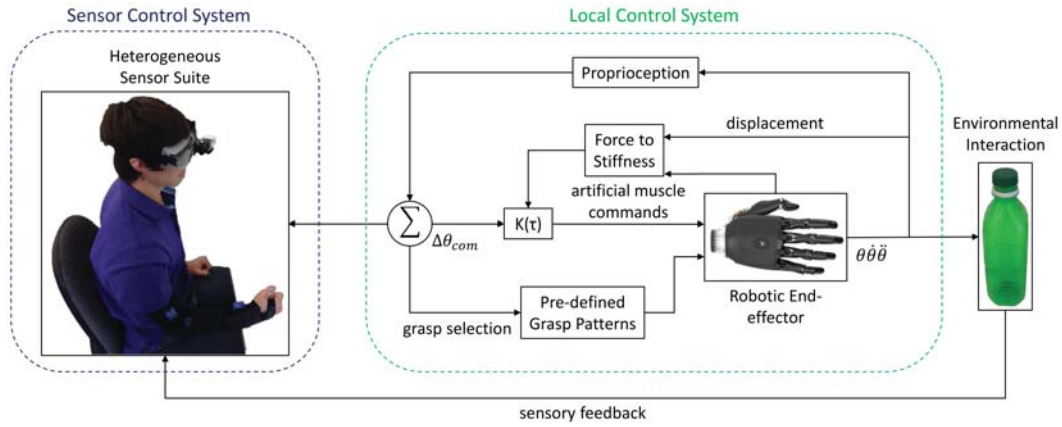 Sensor Control System
Local Control System
Heterogeneous
Sensor Suite
Proprioception
displacement
Force to
Stiffness
Environmental
Interaction
artificial muscle
commands
∑
Δθcom
K(τ)
θθ̇θ̈
grasp selection
Pre-defined
Grasp Patterns
Robotic End-
effector
sensory feedback